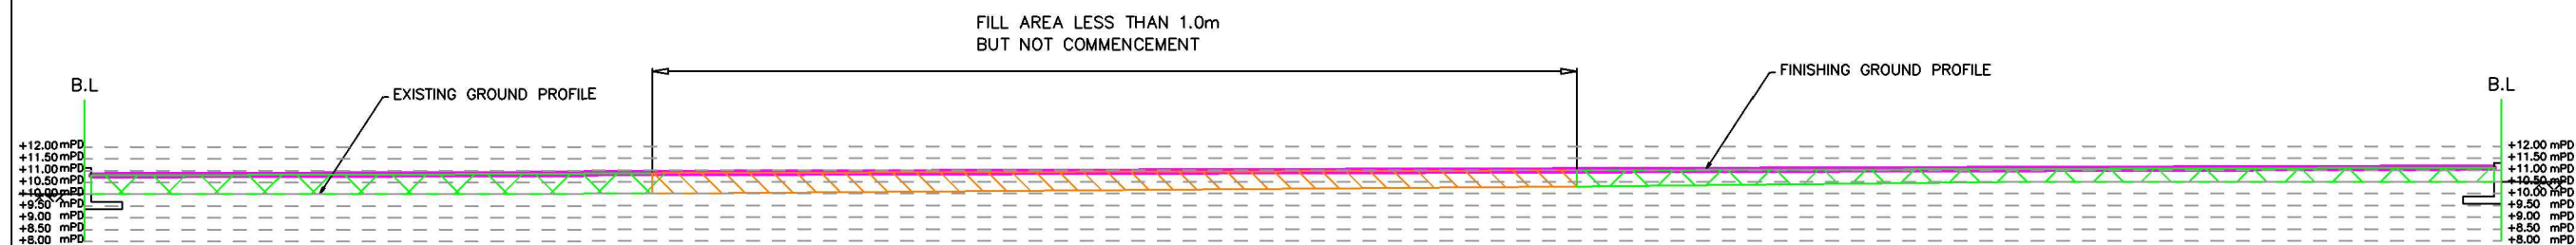 FILL AREA LESS THAN 1.0m
BUT NOT COMMENCEMENT
FINISHING GROUND PROFILE
B.L
EXISTING GROUND PROFILE
B.L
+12.00 mPD
+11.50 mPD
+11.00 mPD
+10.50 mPD
+10.00 mPD
+9.50 mPD
+9.00 mPD
+8.50 mPD
+8.00 mPD
+12.00 mPD
+11.50 mPD
+11.00 mPD
+10.50 mPD
+10.00 mPD
+9.50 mPD
+9.00 mPD
+8.50 mPD
+8.00 mPD